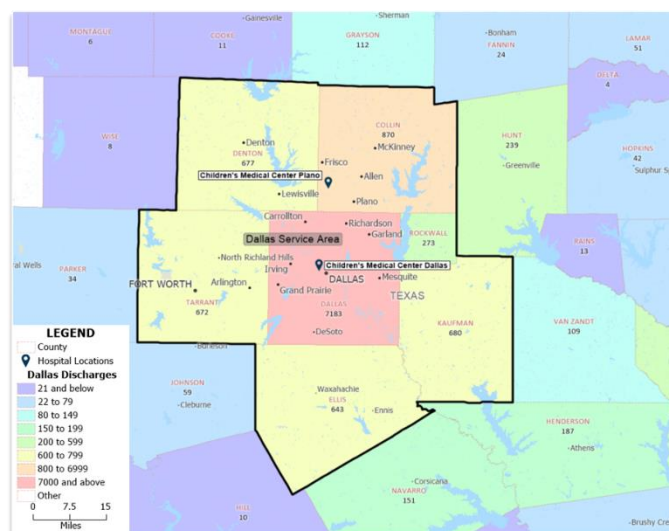 MONTAGUE
6
COOKE
11
Gainesville
GRAYSON
112
Sherman
Bonham
FANNIN
24
LAMAR
51
DELTA
4
WISE
8
Denton
DENTON
677
COLLIN
870
McKinney
Frisco
Allen
Children's Medical Center Plano
Lewisville
Plano
HUNT
239
Greenville
HOPKINS
42
Sulphur S
Carrollton
Richardson
Garland
Dallas Service Area
ROCKWALL
273
RAINS
13
PARKER
34
ral Wells
North Richland Hills
Irving
Children's Medical Center Dallas
DALLAS
Mesquite
FORT WORTH
Arlington
Grand Prairie
TEXAS
TARRANT
672
DALLAS
7183
DeSoto
KAUFMAN
680
VAN ZANDT
109
Burleson
JOHNSON
59
Cleburne
Waxahachie
ELLIS
643
Ennis
HENDERSON
187
Athens
Corsicana
NAVARRO
151
HILL
10
Brushy Cre
LEGEND
County
Hospital Locations
Dallas Discharges
21 and below
22 to 79
80 to 149
150 to 199
200 to 599
600 to 799
800 to 6999
7000 and above
Other
15 7.5 0 15
Miles